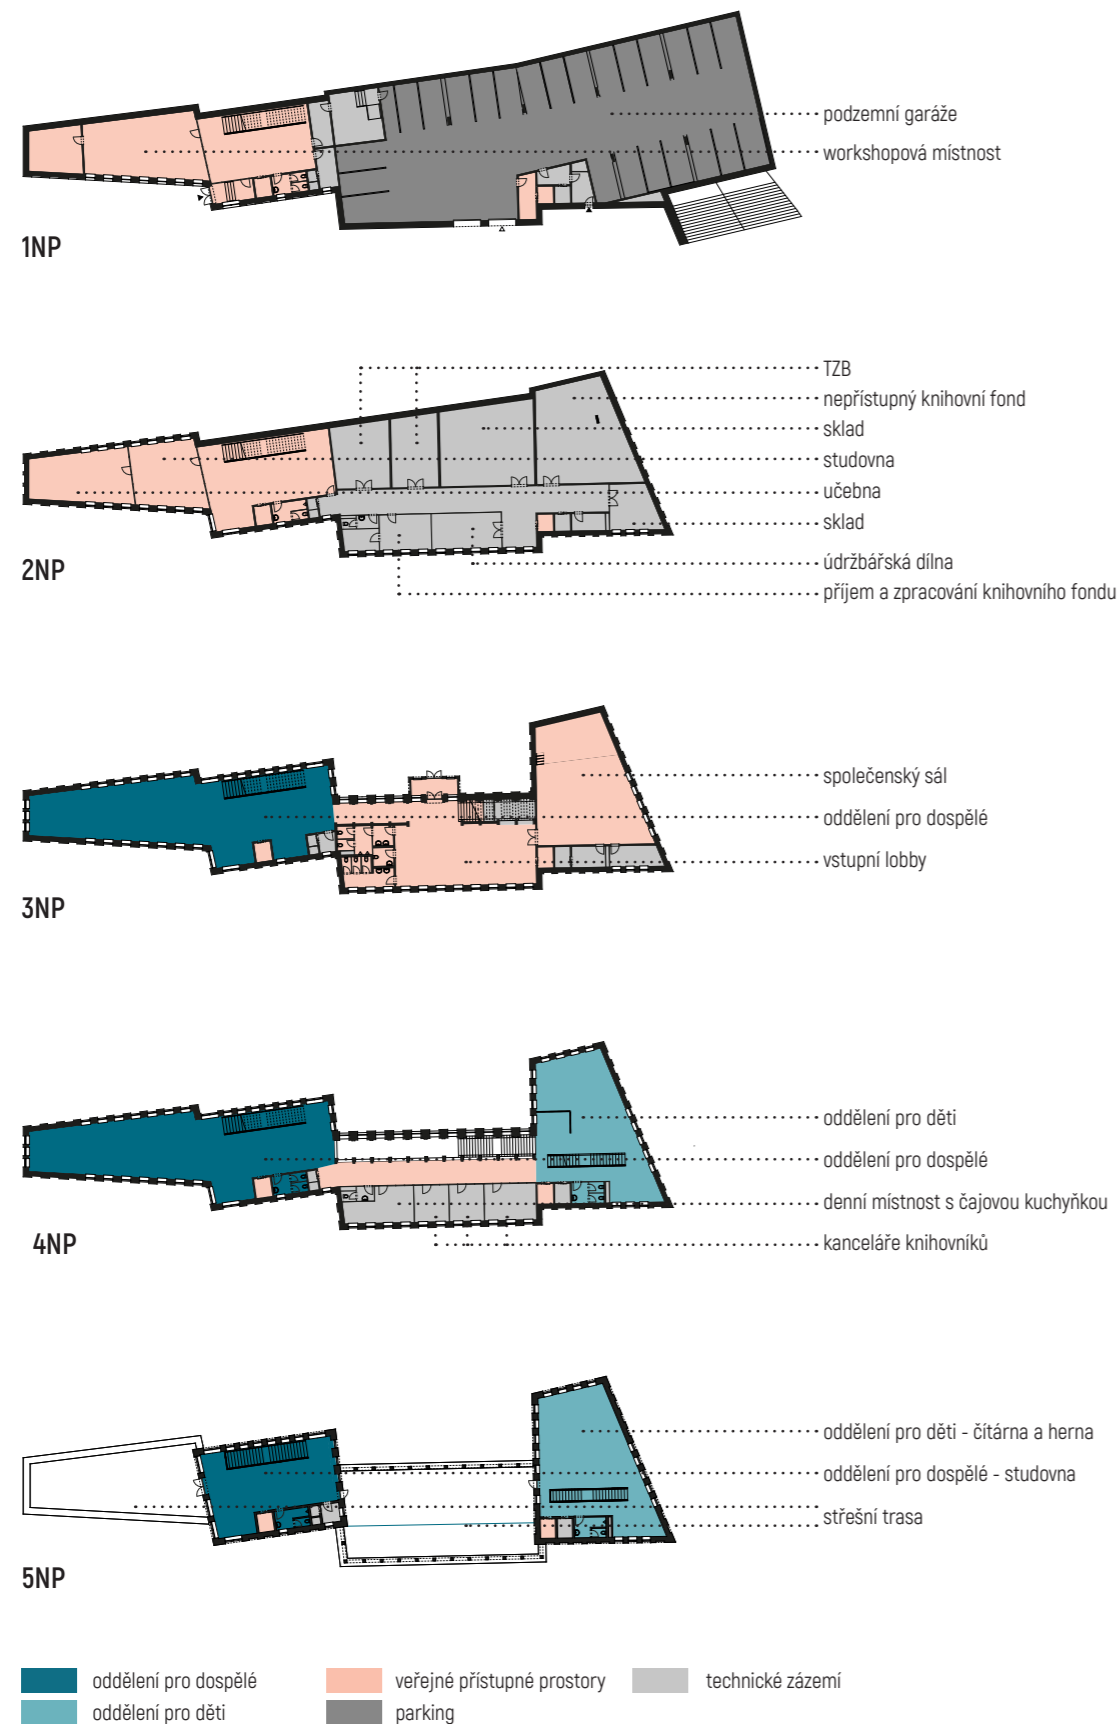 podzemní garáže
workshopová místnost
1NP
TZB
nepřístupný knihovní fond
sklad
studovna
učebna
sklad
2NP
údržbářská dílna
příjem a zpracování knihovního fondu
společenský sál
oddělení pro dospělé
vstupní lobby
3NP
oddělení pro děti
oddělení pro dospělé
denní místnost s čajovou kuchyňkou
4NP
kanceláře knihovníků
oddělení pro děti - čítárna a herna
oddělení pro dospělé - studovna
střešní trasa
5NP
oddělení pro dospělé
veřejné přístupné prostory
technické zázemí
oddělení pro děti
parking